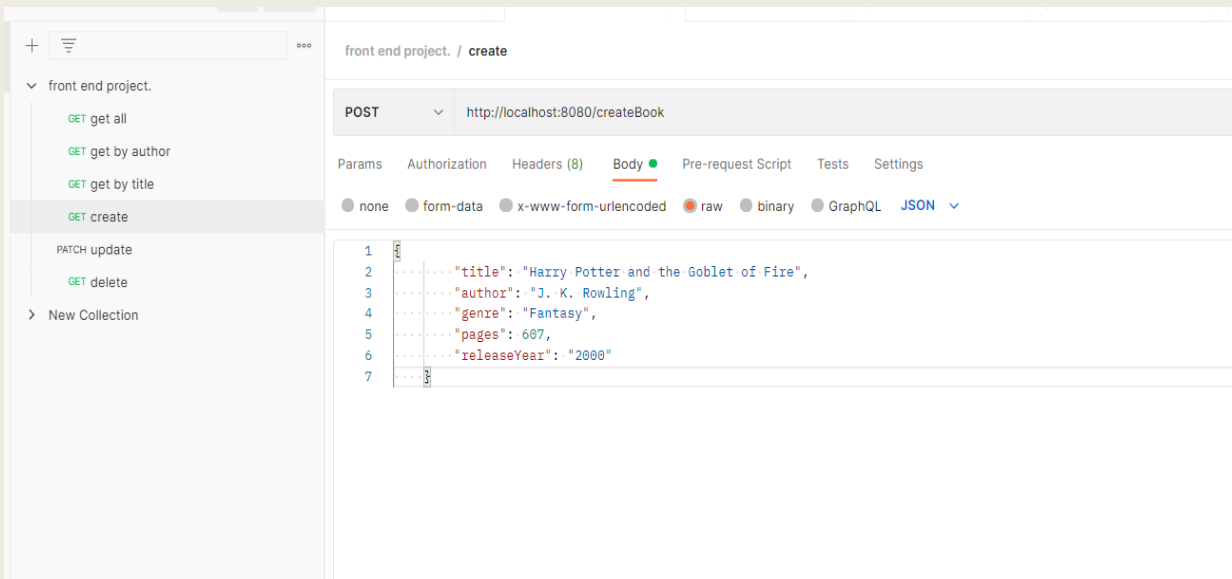 front end project. / create
front end project.
GET get all
GET get by author
GET get by title
GET create
PATCH update
GET delete
New Collection
POST http://localhost:8080/createBook
Params Authorization Headers (8) Body Pre-request Script Tests Settings
none form-data x-www-form-urlencoded raw binary GraphQL JSON
1 {
2 "title": "Harry Potter and the Goblet of Fire",
3 "author": "J. K. Rowling",
4 "genre": "Fantasy",
5 "pages": 607,
6 "releaseYear": "2000"
7 }